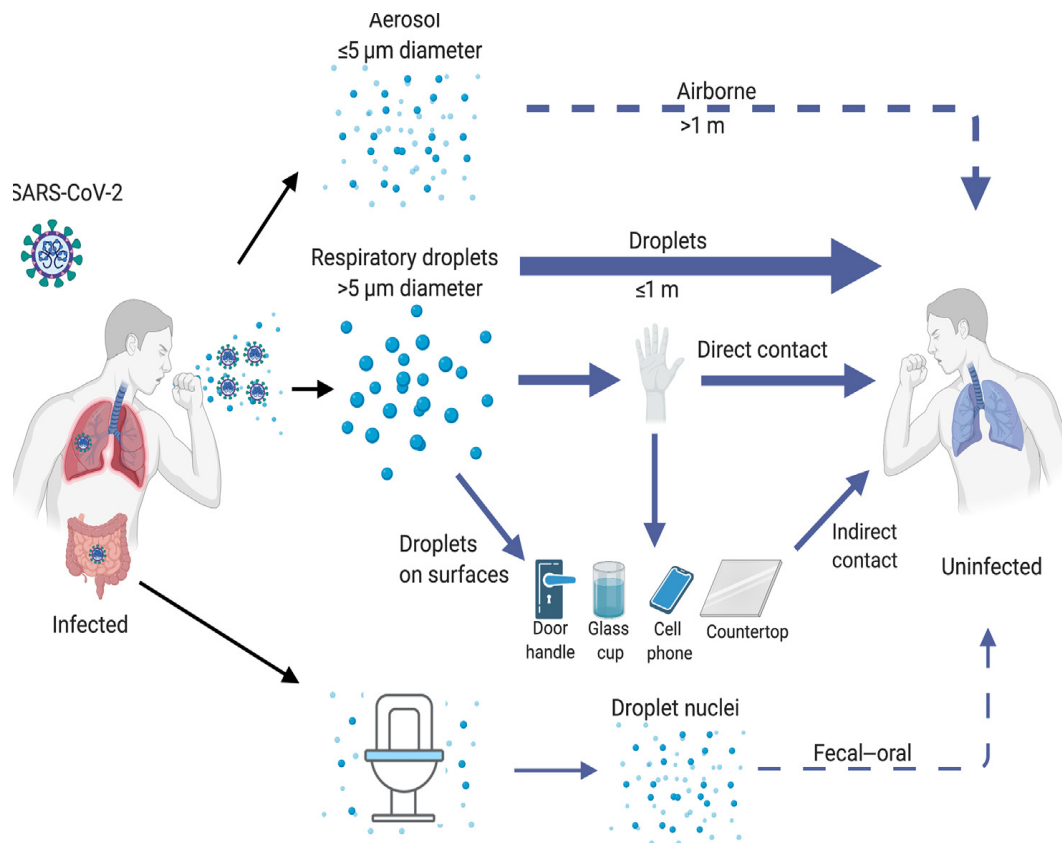 Aerosol
≤5 μm diameter
Airborne
>1 m
SARS-CoV-2
Respiratory droplets
>5 μm diameter
Droplets
≤1 m
Direct contact
Droplets
on surfaces
Indirect
contact
Infected
Uninfected
Door
handle
Glass
cup
Cell
phone
Countertop
Droplet nuclei
Fecal–oral